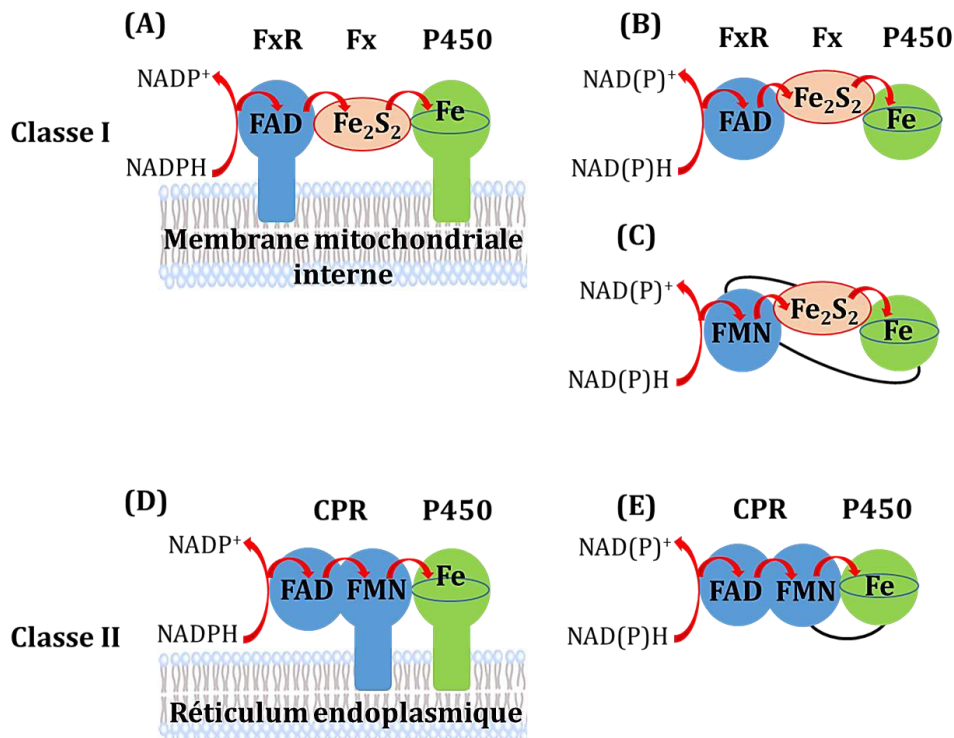 (A)
FxR Fx P450
NADP⁺
FAD Fe₂S₂ Fe
NADPH
Classe I
Membrane mitochondriale
interne
(B)
FxR Fx P450
NAD(P)⁺
FAD Fe₂S₂ Fe
NAD(P)H
(C)
NAD(P)⁺
FMN Fe₂S₂ Fe
NAD(P)H
(D)
CPR P450
NADP⁺
FAD FMN Fe
NADPH
Classe II
Réticulum endoplasmique
(E)
CPR P450
NAD(P)⁺
FAD FMN Fe
NAD(P)H